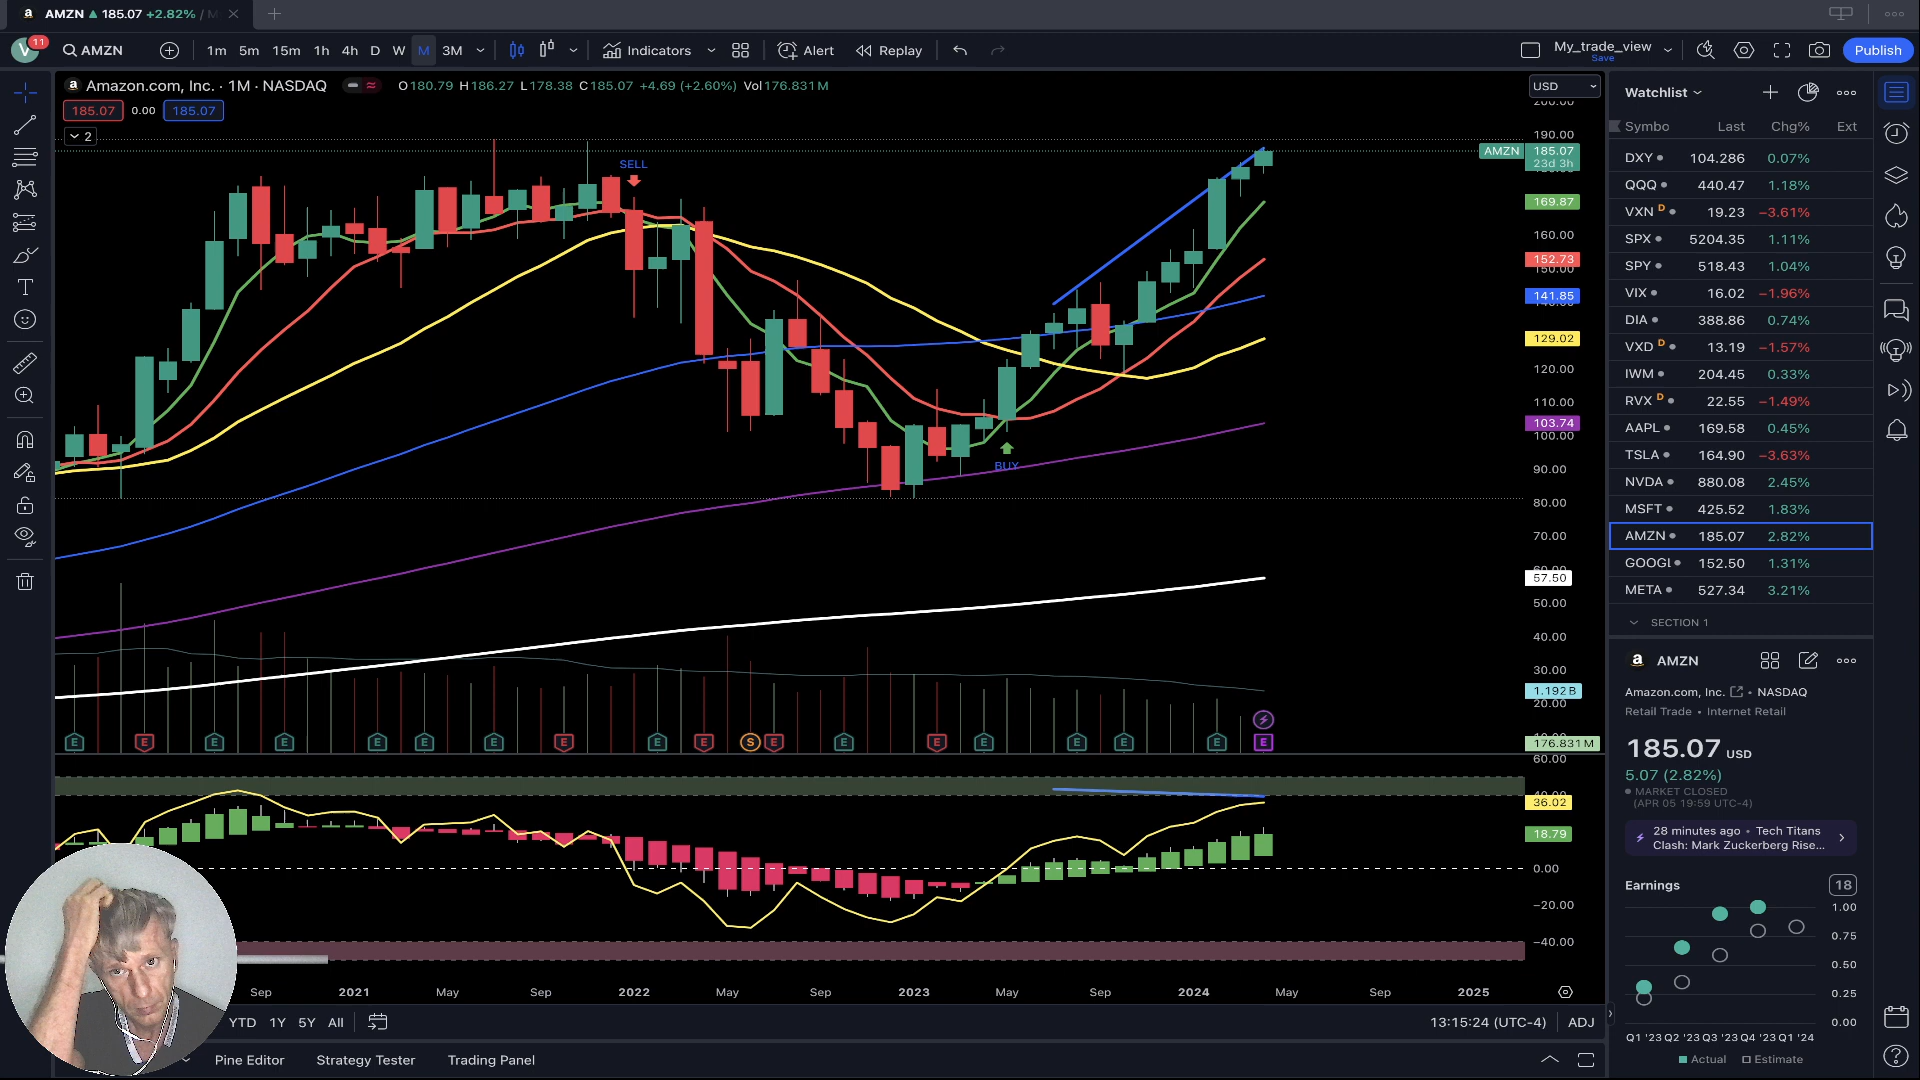 AMZN ▲ 185.07 +2.82% /
11
AMZN
1m 5m 15m 1h 4h D W M 3M
Indicators
Alert
Replay
My_trade_view
Save
Publish
Amazon.com, Inc. · 1M · NASDAQ
O180.79 H186.27 L178.38 C185.07 +4.69 (+2.60%) Vol176.831M
185.07 0.00 185.07
2
USD
200.00
190.00
AMZN 185.07
23d 3h
169.87
160.00
152.73
150.00
141.85
129.02
120.00
110.00
103.74
100.00
90.00
80.00
70.00
60.00
57.50
50.00
40.00
30.00
1.192B
20.00
176.831M
SELL
BUY
E E E E E E E E E E S E E E E E E E E
60.00
40.00
36.02
18.79
0.00
−20.00
−40.00
Sep 2021 May Sep 2022 May Sep 2023 May Sep 2024 May Sep 2025
YTD 1Y 5Y All
13:15:24 (UTC-4) ADJ
Pine Editor Strategy Tester Trading Panel
Watchlist
Symbo Last Chg% Ext
DXY 104.286 0.07%
QQQ 440.47 1.18%
VXN D 19.23 −3.61%
SPX 5204.35 1.11%
SPY 518.43 1.04%
VIX 16.02 −1.96%
DIA 388.86 0.74%
VXD D 13.19 −1.57%
IWM 204.45 0.33%
RVX D 22.55 −1.49%
AAPL 169.58 0.45%
TSLA 164.90 −3.63%
NVDA 880.08 2.45%
MSFT 425.52 1.83%
AMZN 185.07 2.82%
GOOGL 152.50 1.31%
META 527.34 3.21%
SECTION 1
AMZN
Amazon.com, Inc. • NASDAQ
Retail Trade • Internet Retail
185.07 USD
5.07 (2.82%)
MARKET CLOSED
(APR 05 19:59 UTC-4)
28 minutes ago • Tech Titans
Clash: Mark Zuckerberg Rise...
Earnings 18
1.00
0.75
0.50
0.25
0.00
Q1 '23 Q2 '23 Q3 '23 Q4 '23 Q1 '24
Actual Estimate